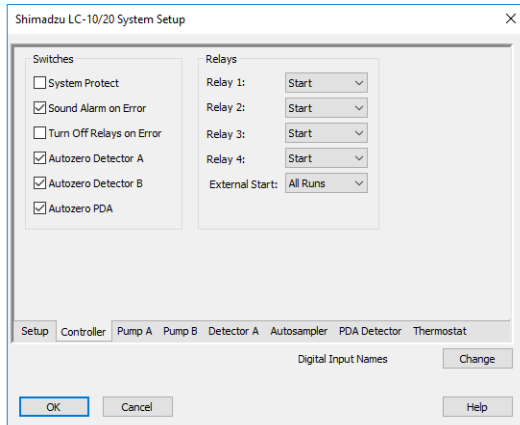 Shimadzu LC-10/20 System Setup
Switches
System Protect
Sound Alarm on Error
Turn Off Relays on Error
Autozero Detector A
Autozero Detector B
Autozero PDA
Relays
Relay 1: Start
Relay 2: Start
Relay 3: Start
Relay 4: Start
External Start: All Runs
Setup Controller Pump A Pump B Detector A Autosampler PDA Detector Thermostat
Digital Input Names Change
OK Cancel Help